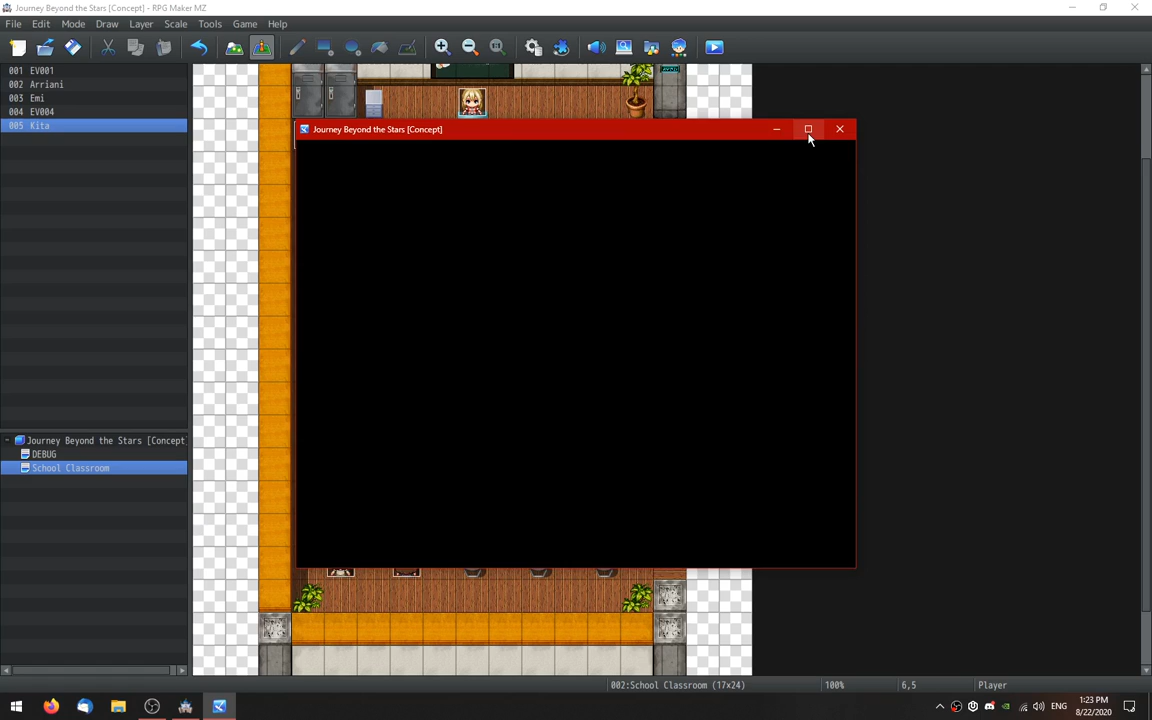 Journey Beyond the Stars [Concept] - RPG Maker MZ
File Edit Mode Draw Layer Scale Tools Game Help
001 EV001
002 Arriani
003 Emi
004 EV004
005 Kita
Journey Beyond the Stars [Concept]
Journey Beyond the Stars [Concept
DEBUG
School Classroom
002:School Classroom (17x24) 100% 6,5 Player
ENG
1:23 PM
8/22/2020